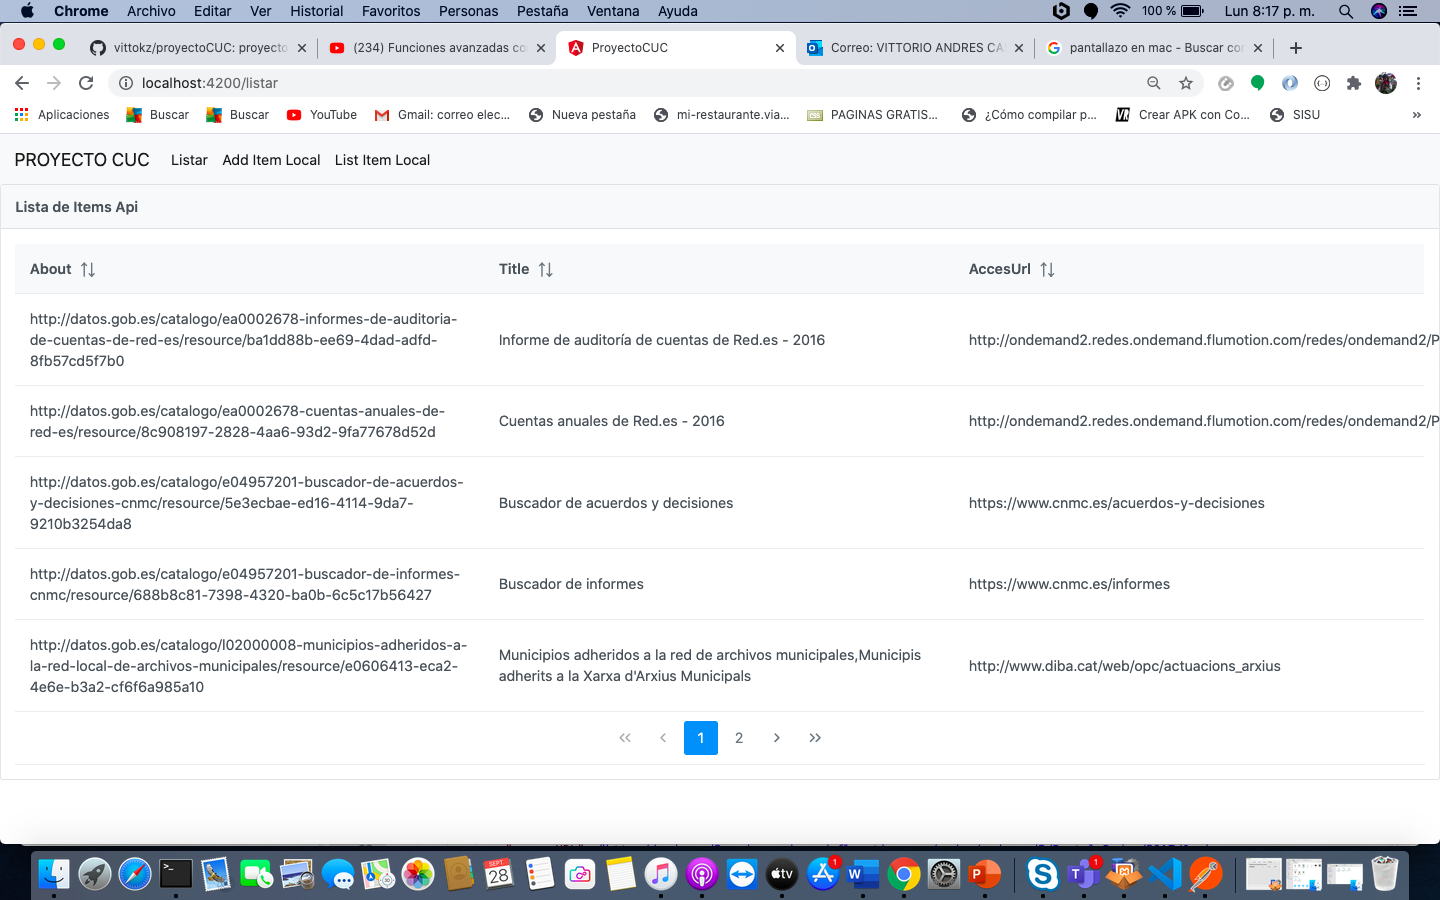 Chrome Archivo Editar Ver Historial Favoritos Personas Pestaña Ventana Ayuda 100 % Lun 8:17 p. m.
vittokz/proyectoCUC: proyecto (234) Funciones avanzadas co ProyectoCUC Correo: VITTORIO ANDRES CA pantallazo en mac - Buscar co
localhost:4200/listar
Aplicaciones Buscar Buscar YouTube Gmail: correo elec... Nueva pestaña mi-restaurante.via... PAGINAS GRATIS... ¿Cómo compilar p... Crear APK con Co... SISU »
PROYECTO CUC Listar Add Item Local List Item Local
Lista de Items Api
About Title AccesUrl
http://datos.gob.es/catalogo/ea0002678-informes-de-auditoria-
de-cuentas-de-red-es/resource/ba1dd88b-ee69-4dad-adfd-
8fb57cd5f7b0
Informe de auditoría de cuentas de Red.es - 2016
http://ondemand2.redes.ondemand.flumotion.com/redes/ondemand2/P
http://datos.gob.es/catalogo/ea0002678-cuentas-anuales-de-
red-es/resource/8c908197-2828-4aa6-93d2-9fa77678d52d
Cuentas anuales de Red.es - 2016
http://ondemand2.redes.ondemand.flumotion.com/redes/ondemand2/P
http://datos.gob.es/catalogo/e04957201-buscador-de-acuerdos-
y-decisiones-cnmc/resource/5e3ecbae-ed16-4114-9da7-
9210b3254da8
Buscador de acuerdos y decisiones
https://www.cnmc.es/acuerdos-y-decisiones
http://datos.gob.es/catalogo/e04957201-buscador-de-informes-
cnmc/resource/688b8c81-7398-4320-ba0b-6c5c17b56427
Buscador de informes
https://www.cnmc.es/informes
http://datos.gob.es/catalogo/l02000008-municipios-adheridos-a-
la-red-local-de-archivos-municipales/resource/e0606413-eca2-
4e6e-b3a2-cf6f6a985a10
Municipios adheridos a la red de archivos municipales,Municipis
adherits a la Xarxa d'Arxius Municipals
http://www.diba.cat/web/opc/actuacions_arxius
« ‹ 1 2 › »
SEPT 28 tv 1 1